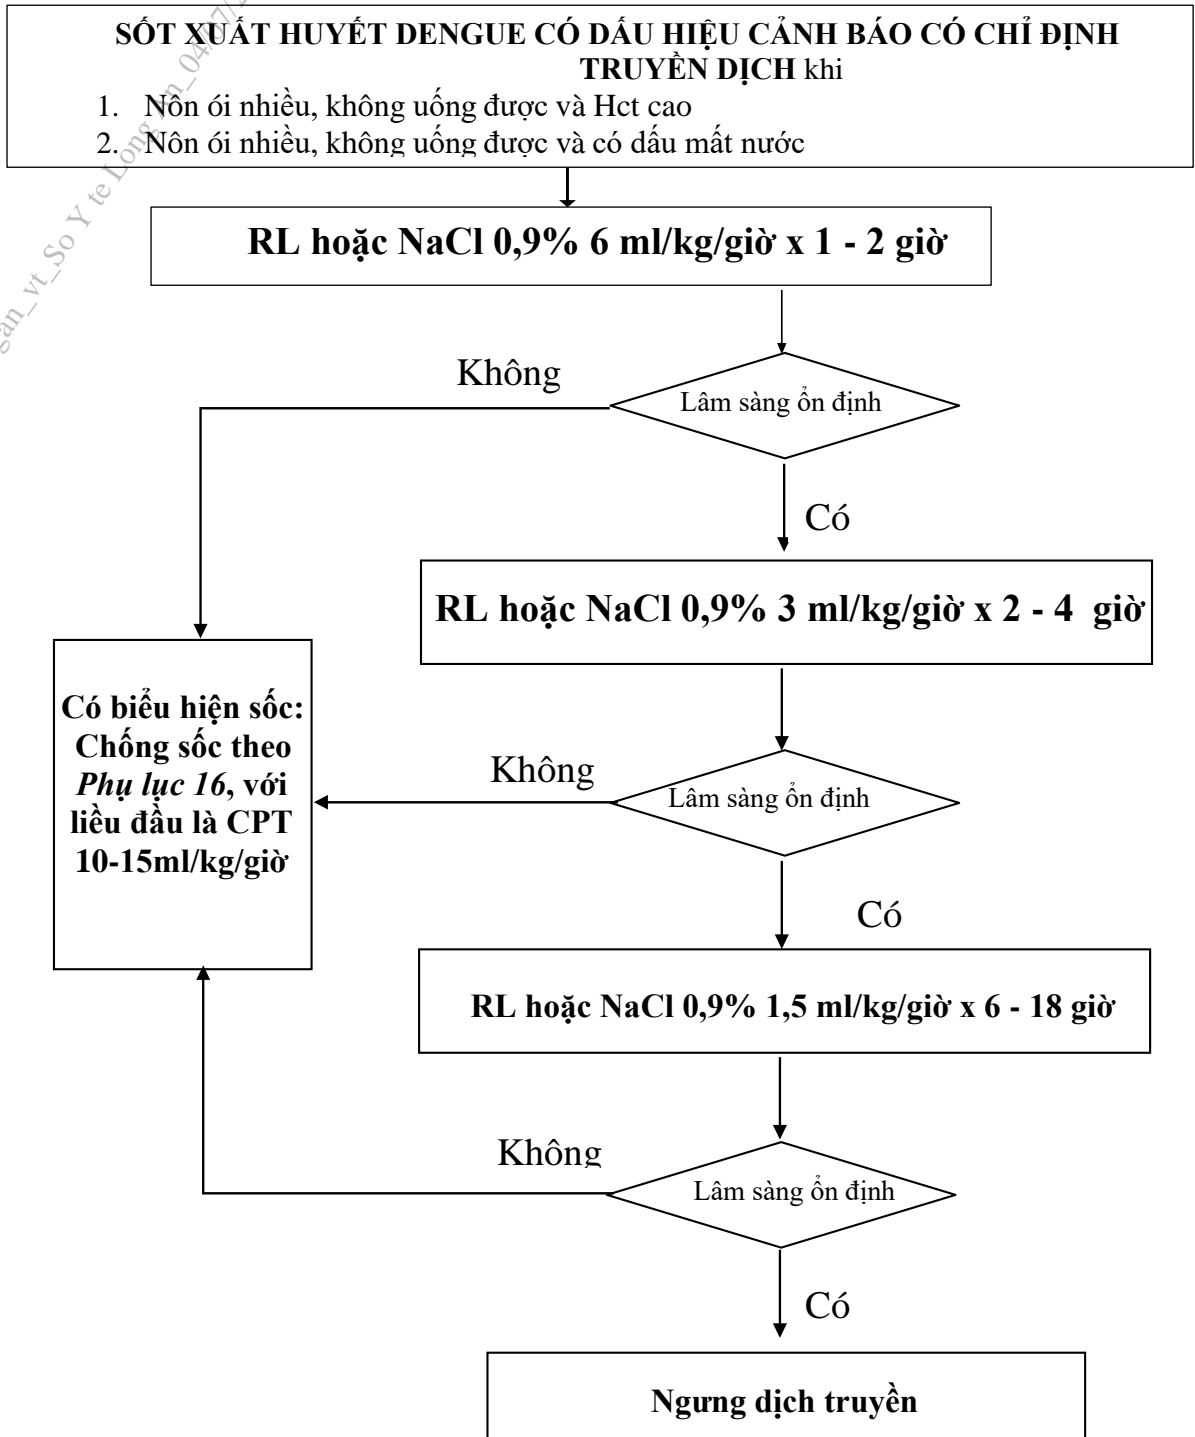 SỐT XUẤT HUYẾT DENGUE CÓ DẤU HIỆU CẢNH BÁO CÓ CHỈ ĐỊNH
TRUYỀN DỊCH khi
1. Nôn ói nhiều, không uống được và Hct cao
2. Nôn ói nhiều, không uống được và có dấu mất nước
RL hoặc NaCl 0,9% 6 ml/kg/giờ x 1 - 2 giờ
Không
Lâm sàng ổn định
Có
RL hoặc NaCl 0,9% 3 ml/kg/giờ x 2 - 4 giờ
Có biểu hiện sốc:
Chống sốc theo
Phụ lục 16, với
liều đầu là CPT
10-15ml/kg/giờ
Không
Lâm sàng ổn định
Có
RL hoặc NaCl 0,9% 1,5 ml/kg/giờ x 6 - 18 giờ
Không
Lâm sàng ổn định
Có
Ngưng dịch truyền
vt_So Y te Long An_04/07/2